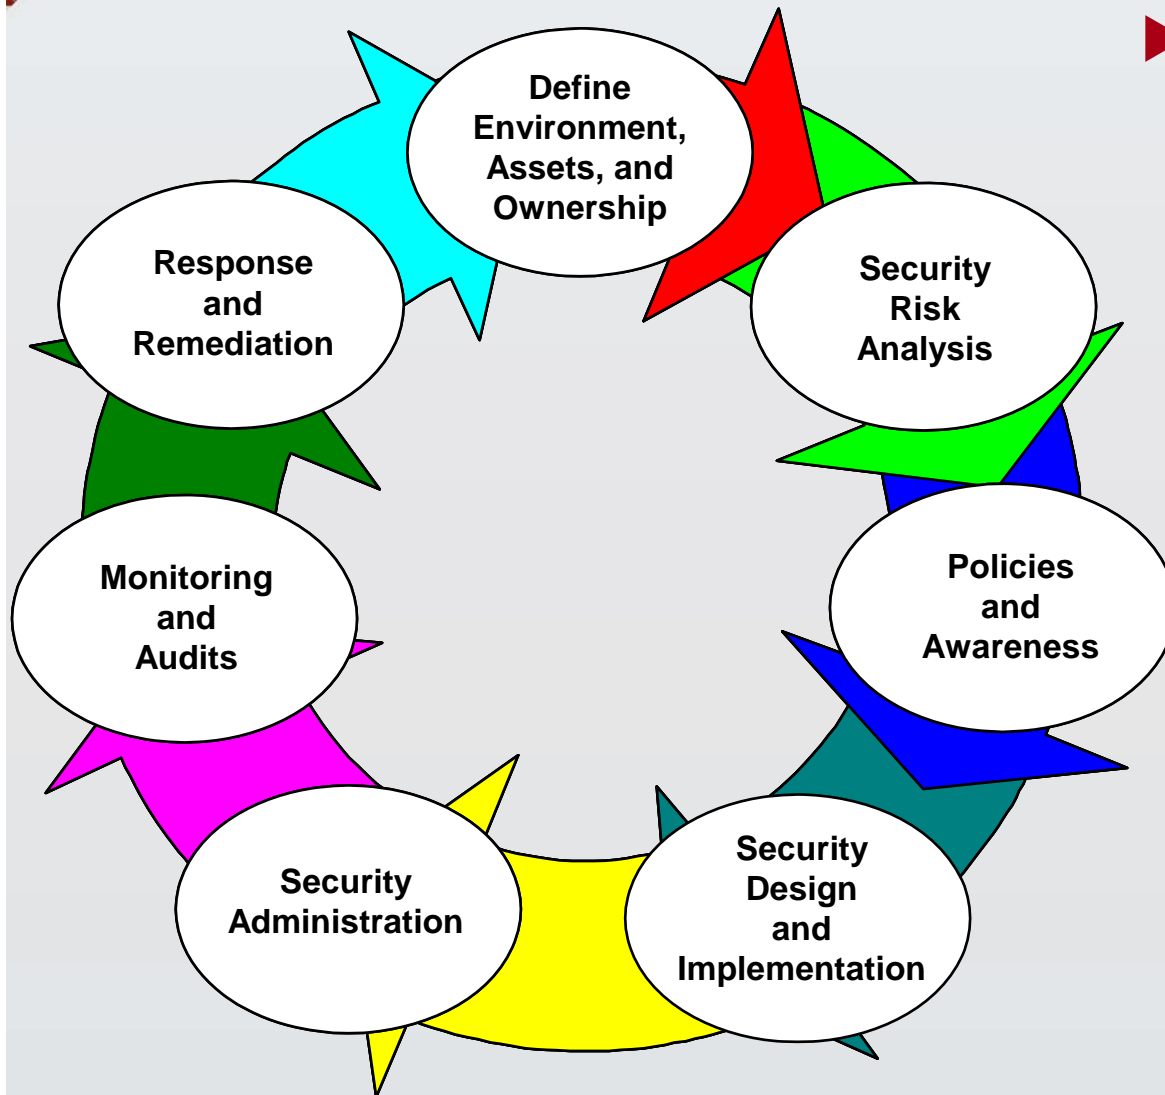 Define
Environment,
Assets, and
Ownership
Security
Risk
Analysis
Policies
and
Awareness
Security
Design
and
Implementation
Security
Administration
Monitoring
and
Audits
Response
and
Remediation